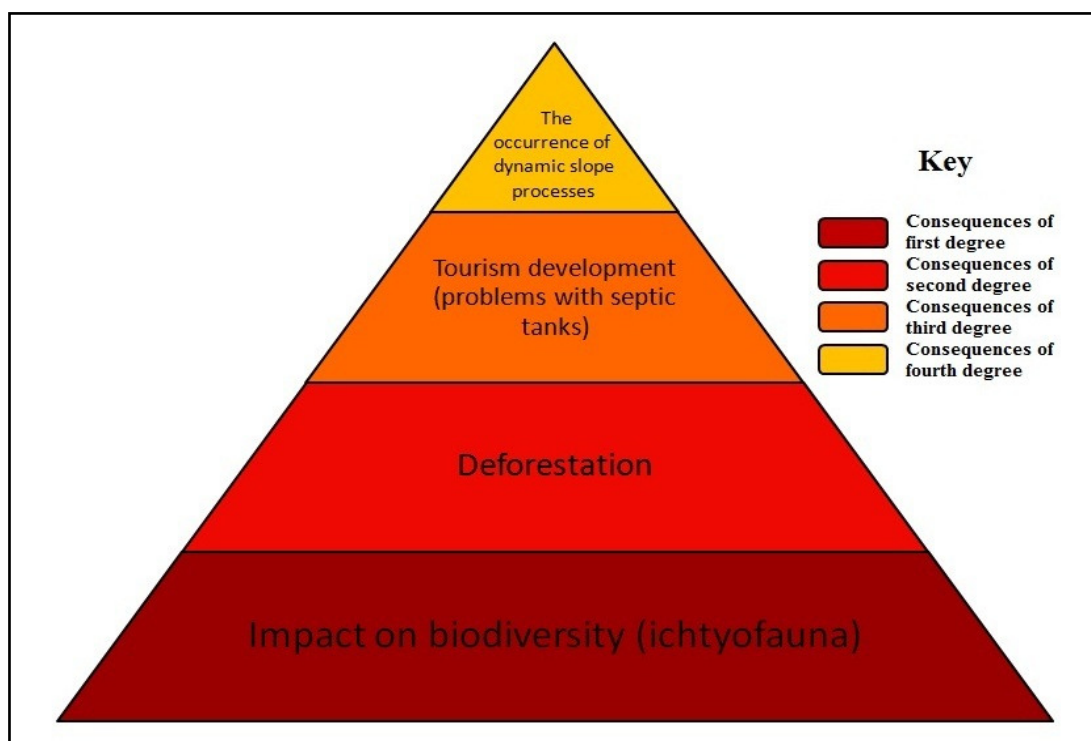 The
occurrence of
dynamic slope
processes
Key
Consequences of
first degree
Tourism development
(problems with septic
tanks)
Consequences of
second degree
Consequences of
third degree
Consequences of
fourth degree
Deforestation
Impact on biodiversity (ichtyofauna)